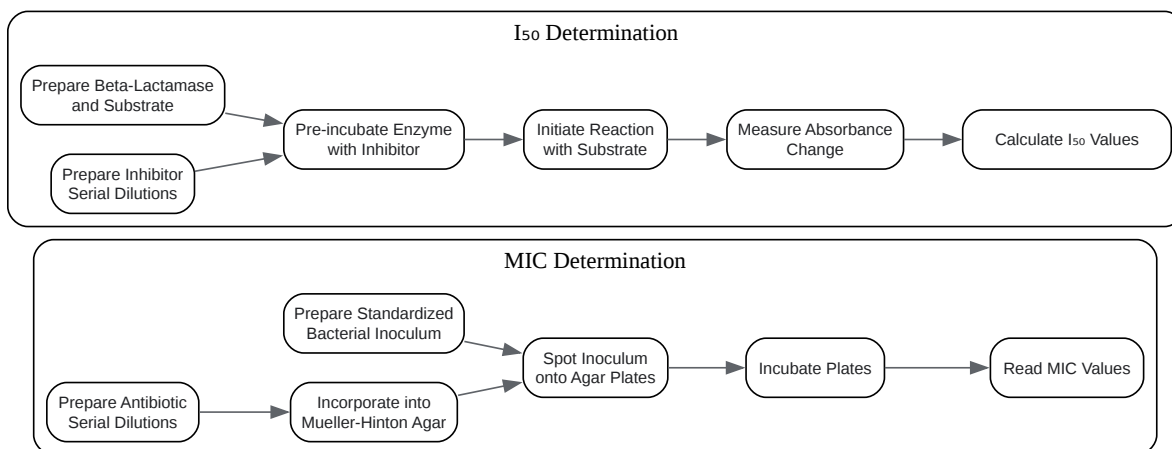 I₅₀ Determination
Prepare Beta-Lactamase
and Substrate
Prepare Inhibitor
Serial Dilutions
Pre-incubate Enzyme
with Inhibitor
Initiate Reaction
with Substrate
Measure Absorbance
Change
Calculate I₅₀ Values
MIC Determination
Prepare Standardized
Bacterial Inoculum
Prepare Antibiotic
Serial Dilutions
Incorporate into
Mueller-Hinton Agar
Spot Inoculum
onto Agar Plates
Incubate Plates
Read MIC Values